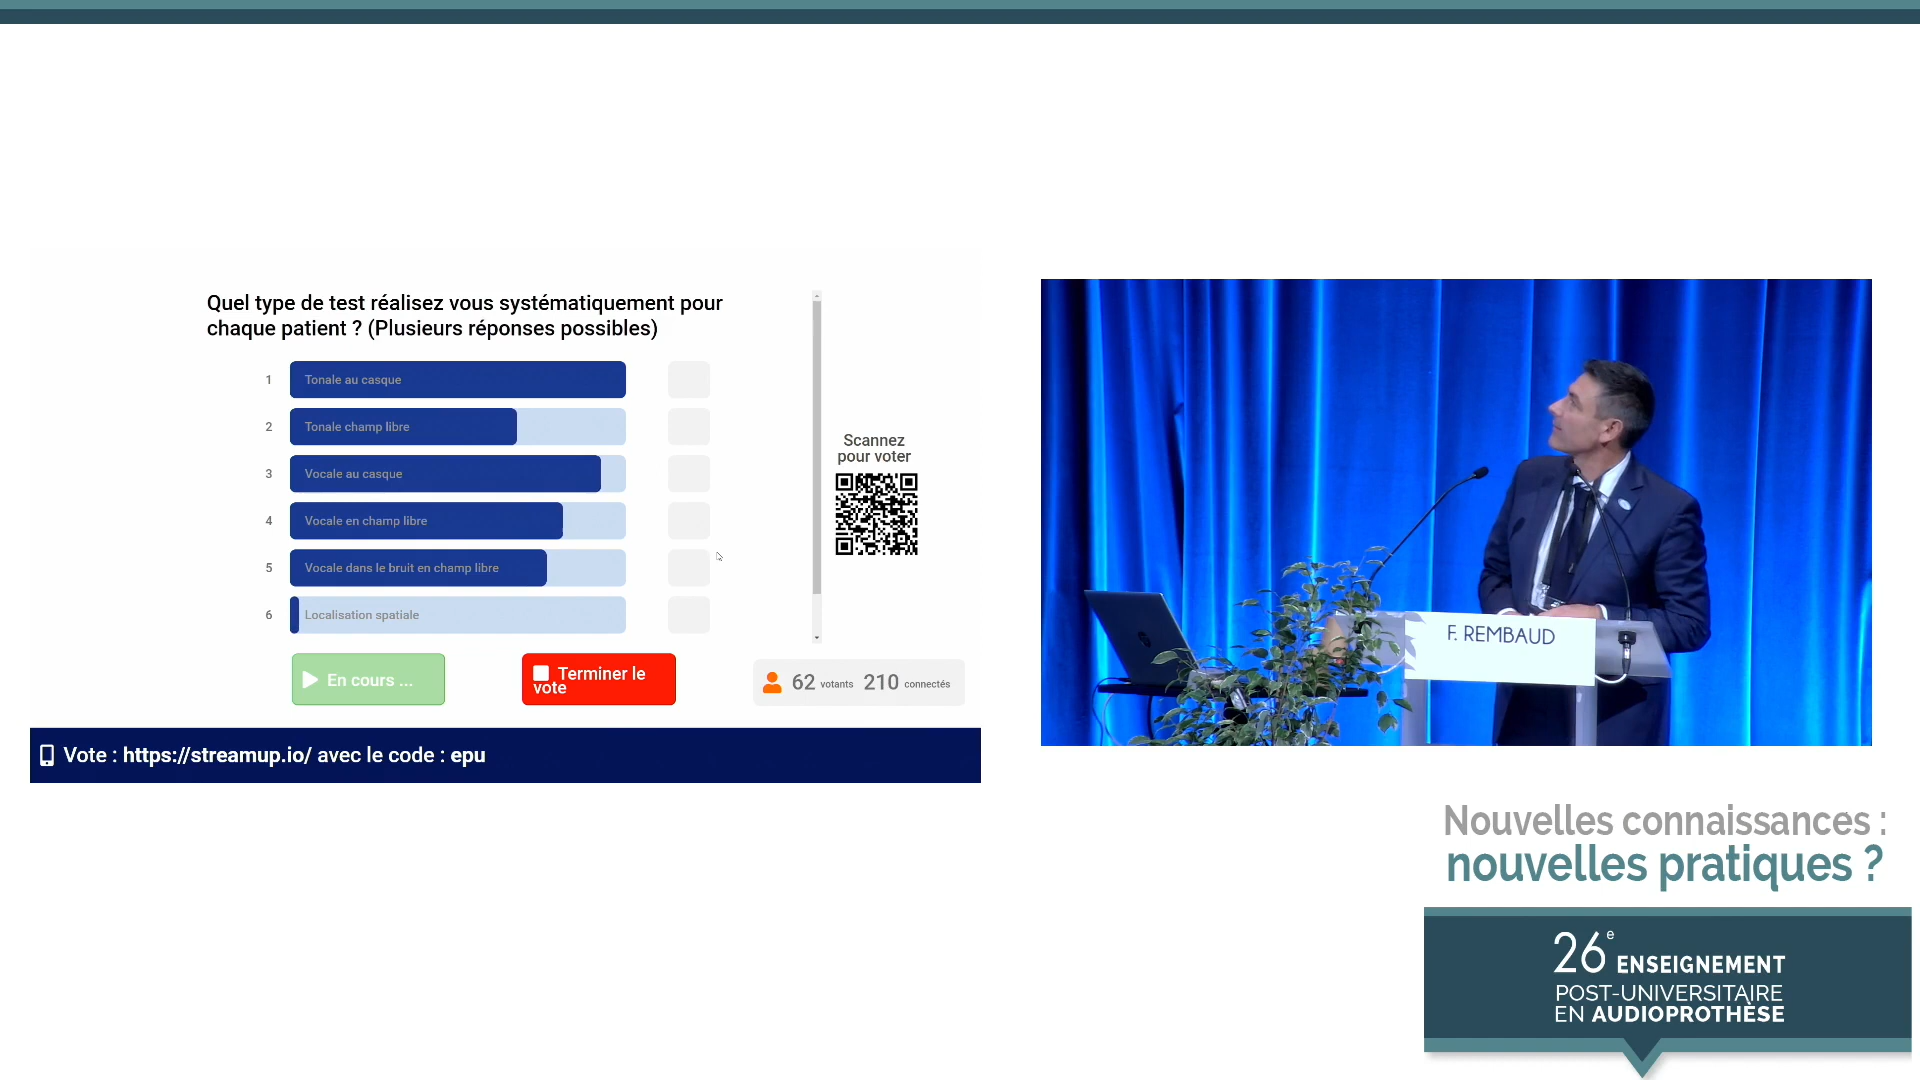 Quel type de test réalisez vous systématiquement pour
chaque patient ? (Plusieurs réponses possibles)
1 Tonale au casque
2 Tonale champ libre
3 Vocale au casque
4 Vocale en champ libre
5 Vocale dans le bruit en champ libre
6 Localisation spatiale
Scannez
pour voter
En cours ...
Terminer le
vote
62 votants 210 connectés
Vote : https://streamup.io/ avec le code : epu
F. REMBAUD
Nouvelles connaissances :
nouvelles pratiques ?
26e ENSEIGNEMENT
POST-UNIVERSITAIRE
EN AUDIOPROTHÈSE